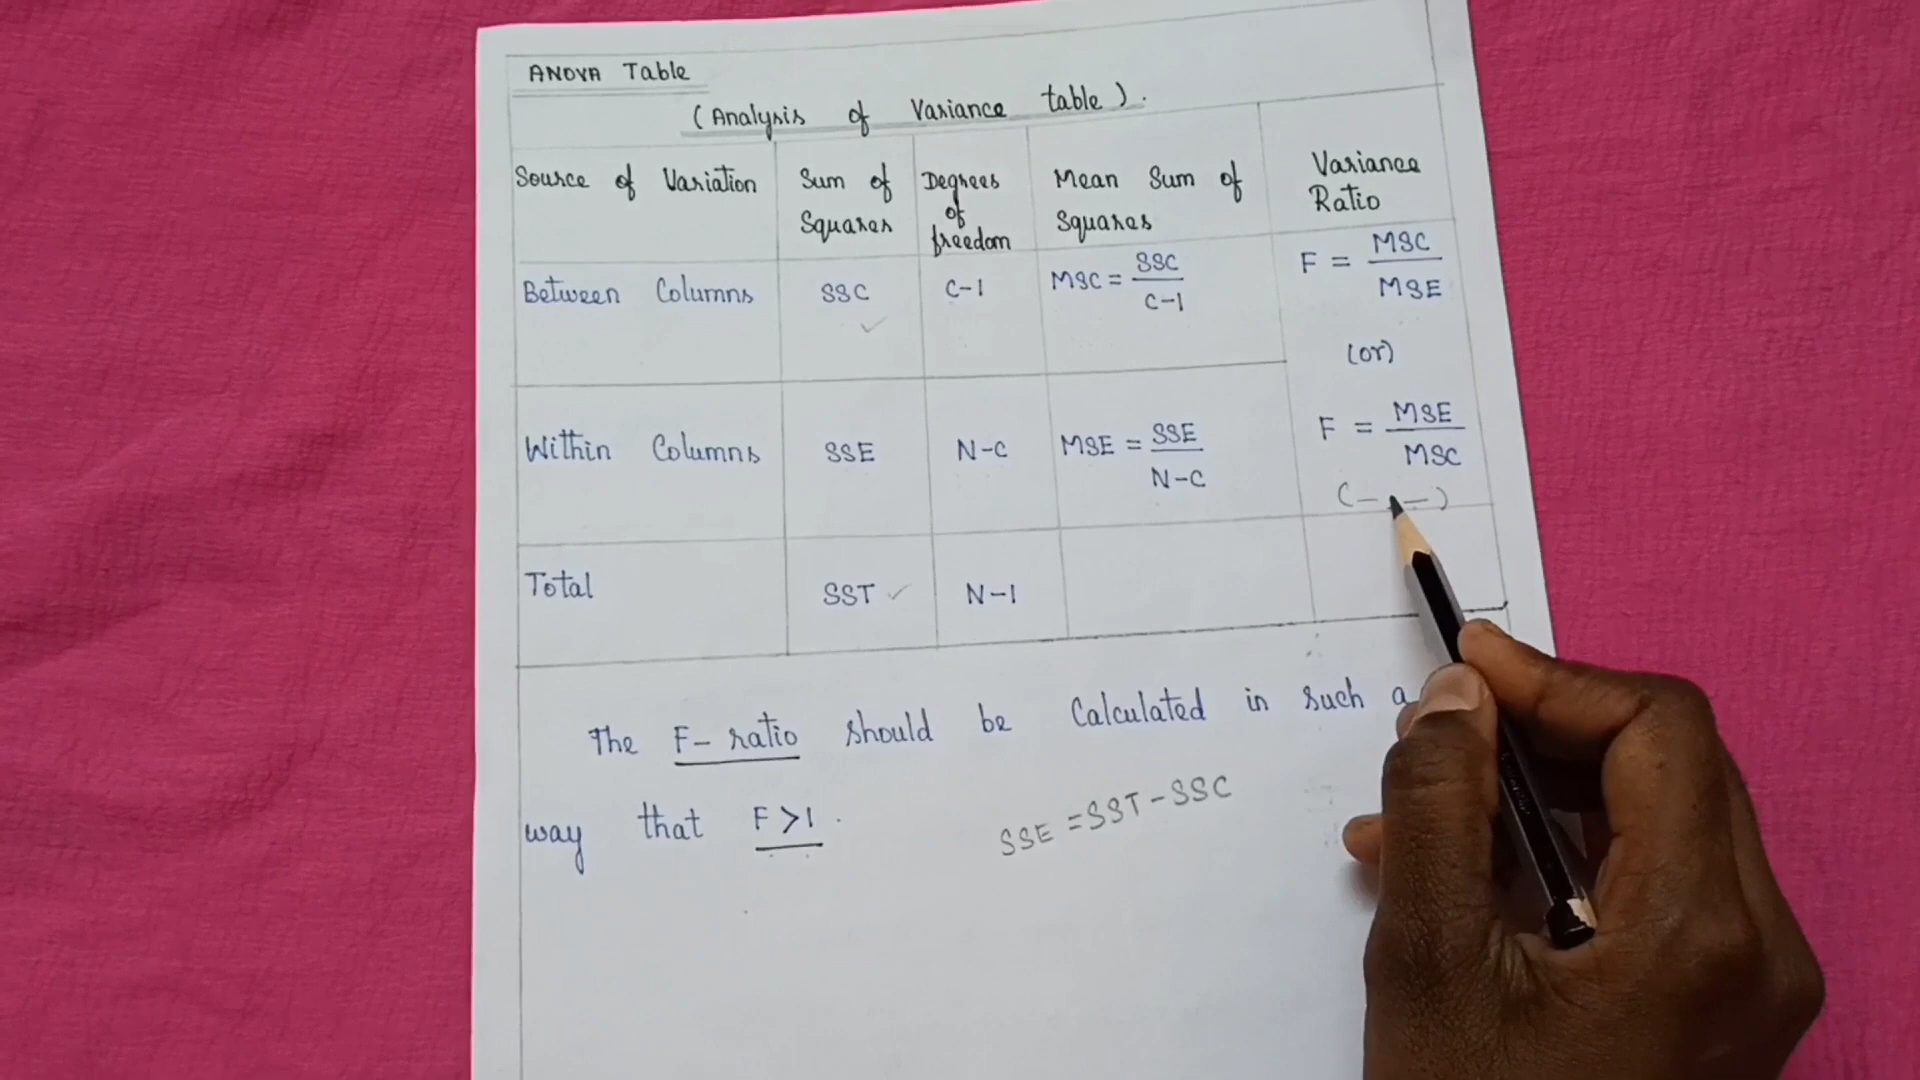 ANOVA Table
(Analysis of Variance table).
Source of Variation
Sum of Squares
Degrees of freedom
Mean Sum of Squares
Variance Ratio
Between Columns
SSC
C-1
MSC = SSC / C-1
F = MSC / MSE
(or)
Within Columns
SSE
N-C
MSE = SSE / N-C
F = MSE / MSC
(- , -)
Total
SST
N-1
The F- ratio should be Calculated in such a
way that F>1.
SSE = SST - SSC